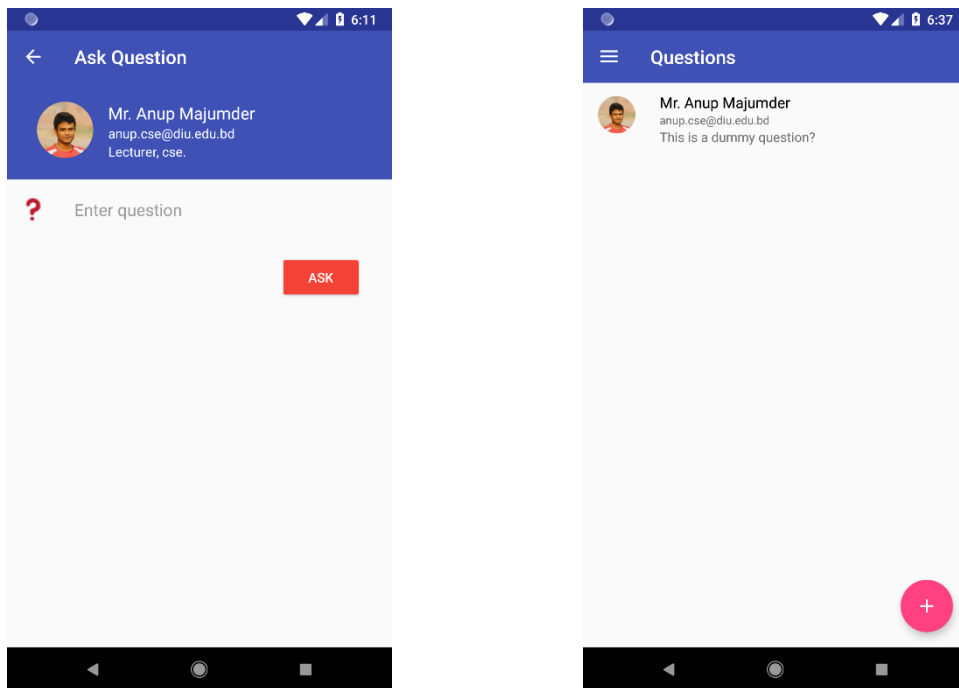 6:11
Ask Question
Mr. Anup Majumder
anup.cse@diu.edu.bd
Lecturer, cse.
? Enter question
ASK
6:37
Questions
Mr. Anup Majumder
anup.cse@diu.edu.bd
This is a dummy question?
+